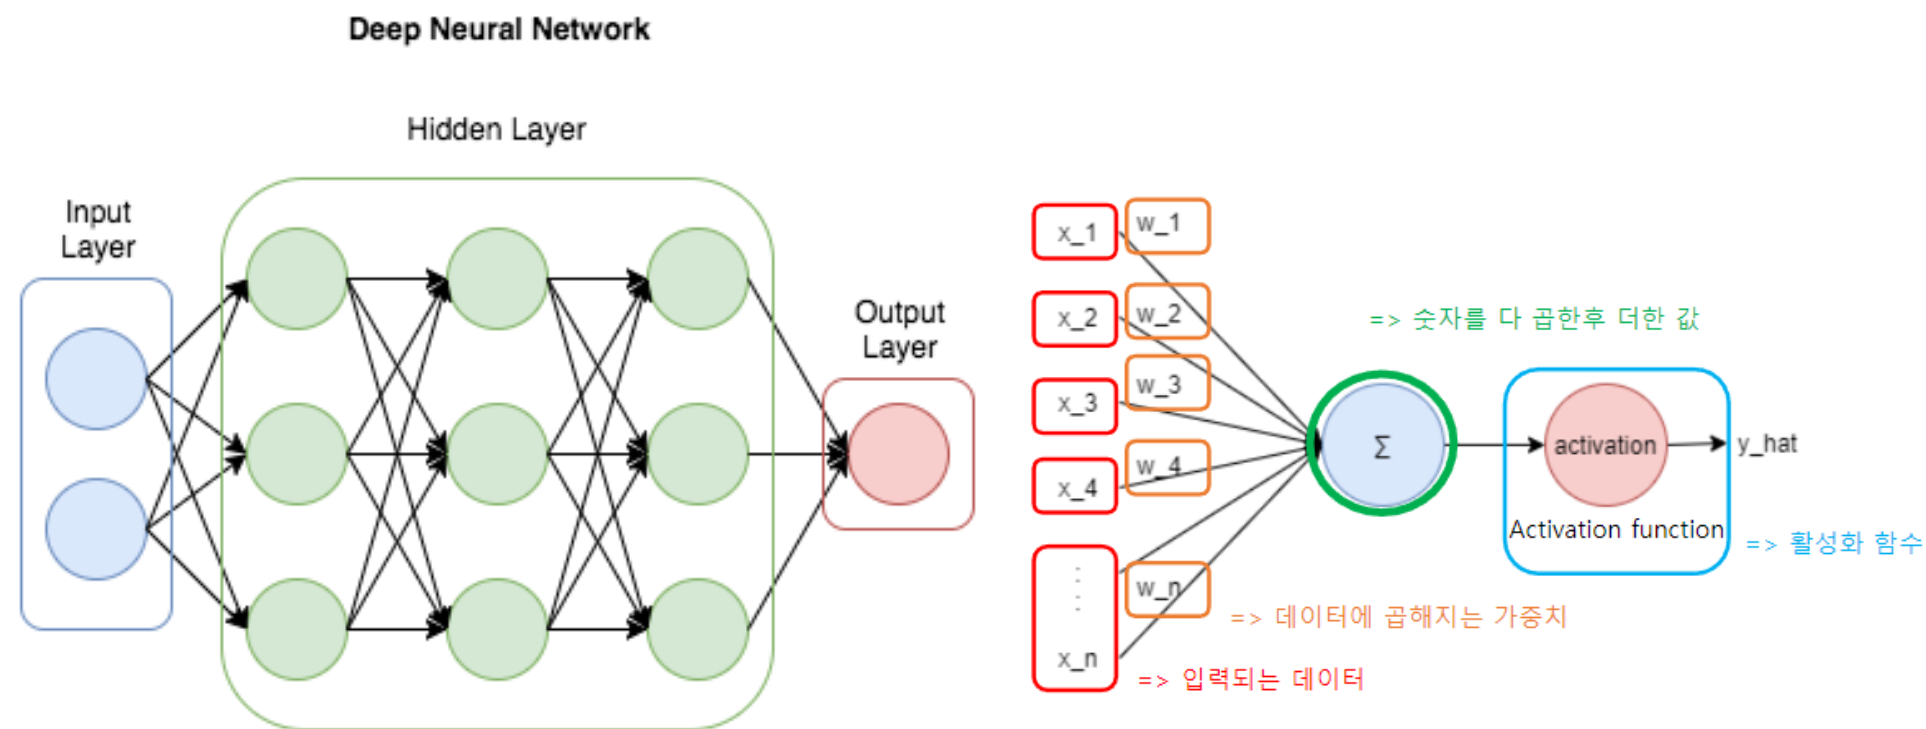 Deep Neural Network
Hidden Layer
Input
Layer
Output
Layer
x_1
w_1
x_2
w_2
x_3
w_3
x_4
w_4
w_n
x_n
=> 숫자를 다 곱한후 더한 값
Σ
activation
y_hat
Activation function
=> 활성화 함수
=> 데이터에 곱해지는 가중치
=> 입력되는 데이터